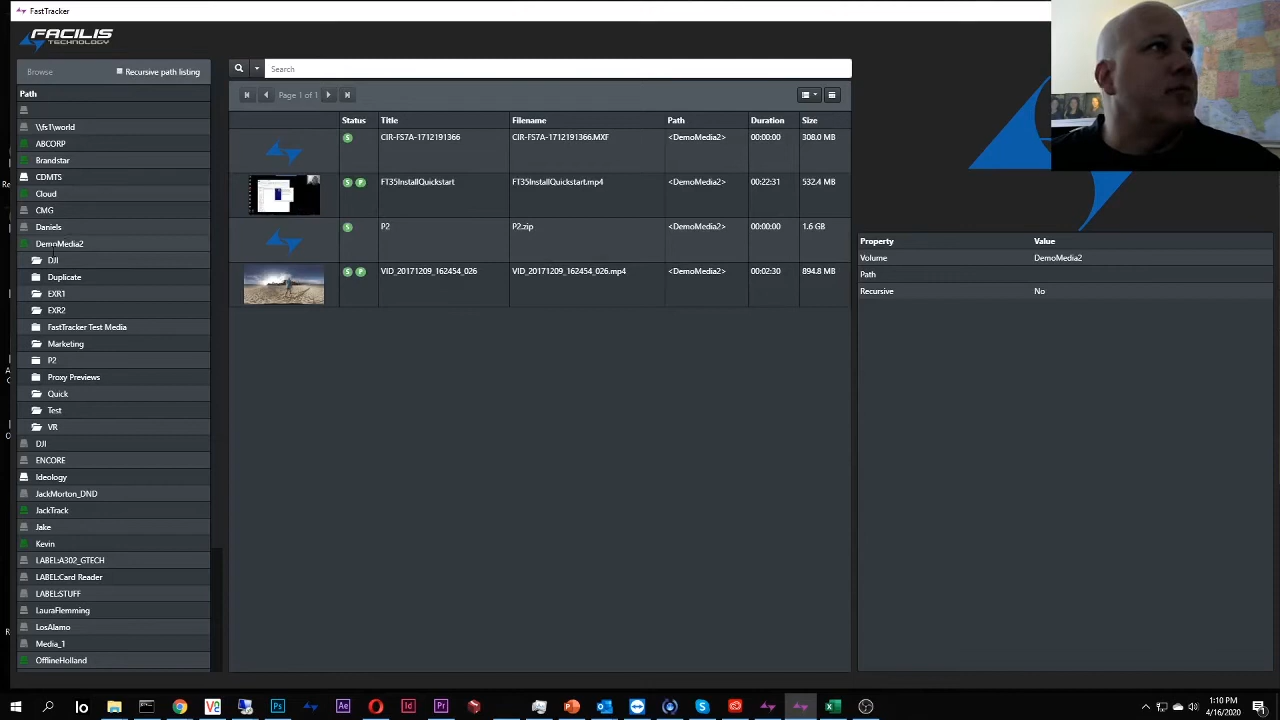 FastTracker
FACILIS
TECHNOLOGY
Browse
Recursive path listing
Search
Page 1 of 1
Path
\\fs1\world
ABCORP
Brandstar
CDMTS
Cloud
CMG
Daniels
DemoMedia2
DJI
Duplicate
EXR1
EXR2
FastTracker Test Media
Marketing
P2
Proxy Previews
Quick
Test
VR
DJI
ENCORE
Ideology
JackMorton_DND
JackTrack
Jake
Kevin
LABEL:A302_GTECH
LABEL:Card Reader
LABEL:STUFF
LauraFlemming
LosAlamo
Media_1
OfflineHolland
Status Title Filename Path Duration Size
S CIR-FS7A-1712191366 CIR-FS7A-1712191366.MXF <DemoMedia2> 00:00:00 308.0 MB
S P FT35InstallQuickstart FT35InstallQuickstart.mp4 <DemoMedia2> 00:22:31 532.4 MB
S P2 P2.zip <DemoMedia2> 00:00:00 1.6 GB
S P VID_20171209_162454_026 VID_20171209_162454_026.mp4 <DemoMedia2> 00:02:30 894.8 MB
Property Value
Volume DemoMedia2
Path
Recursive No
1:10 PM
4/16/2020